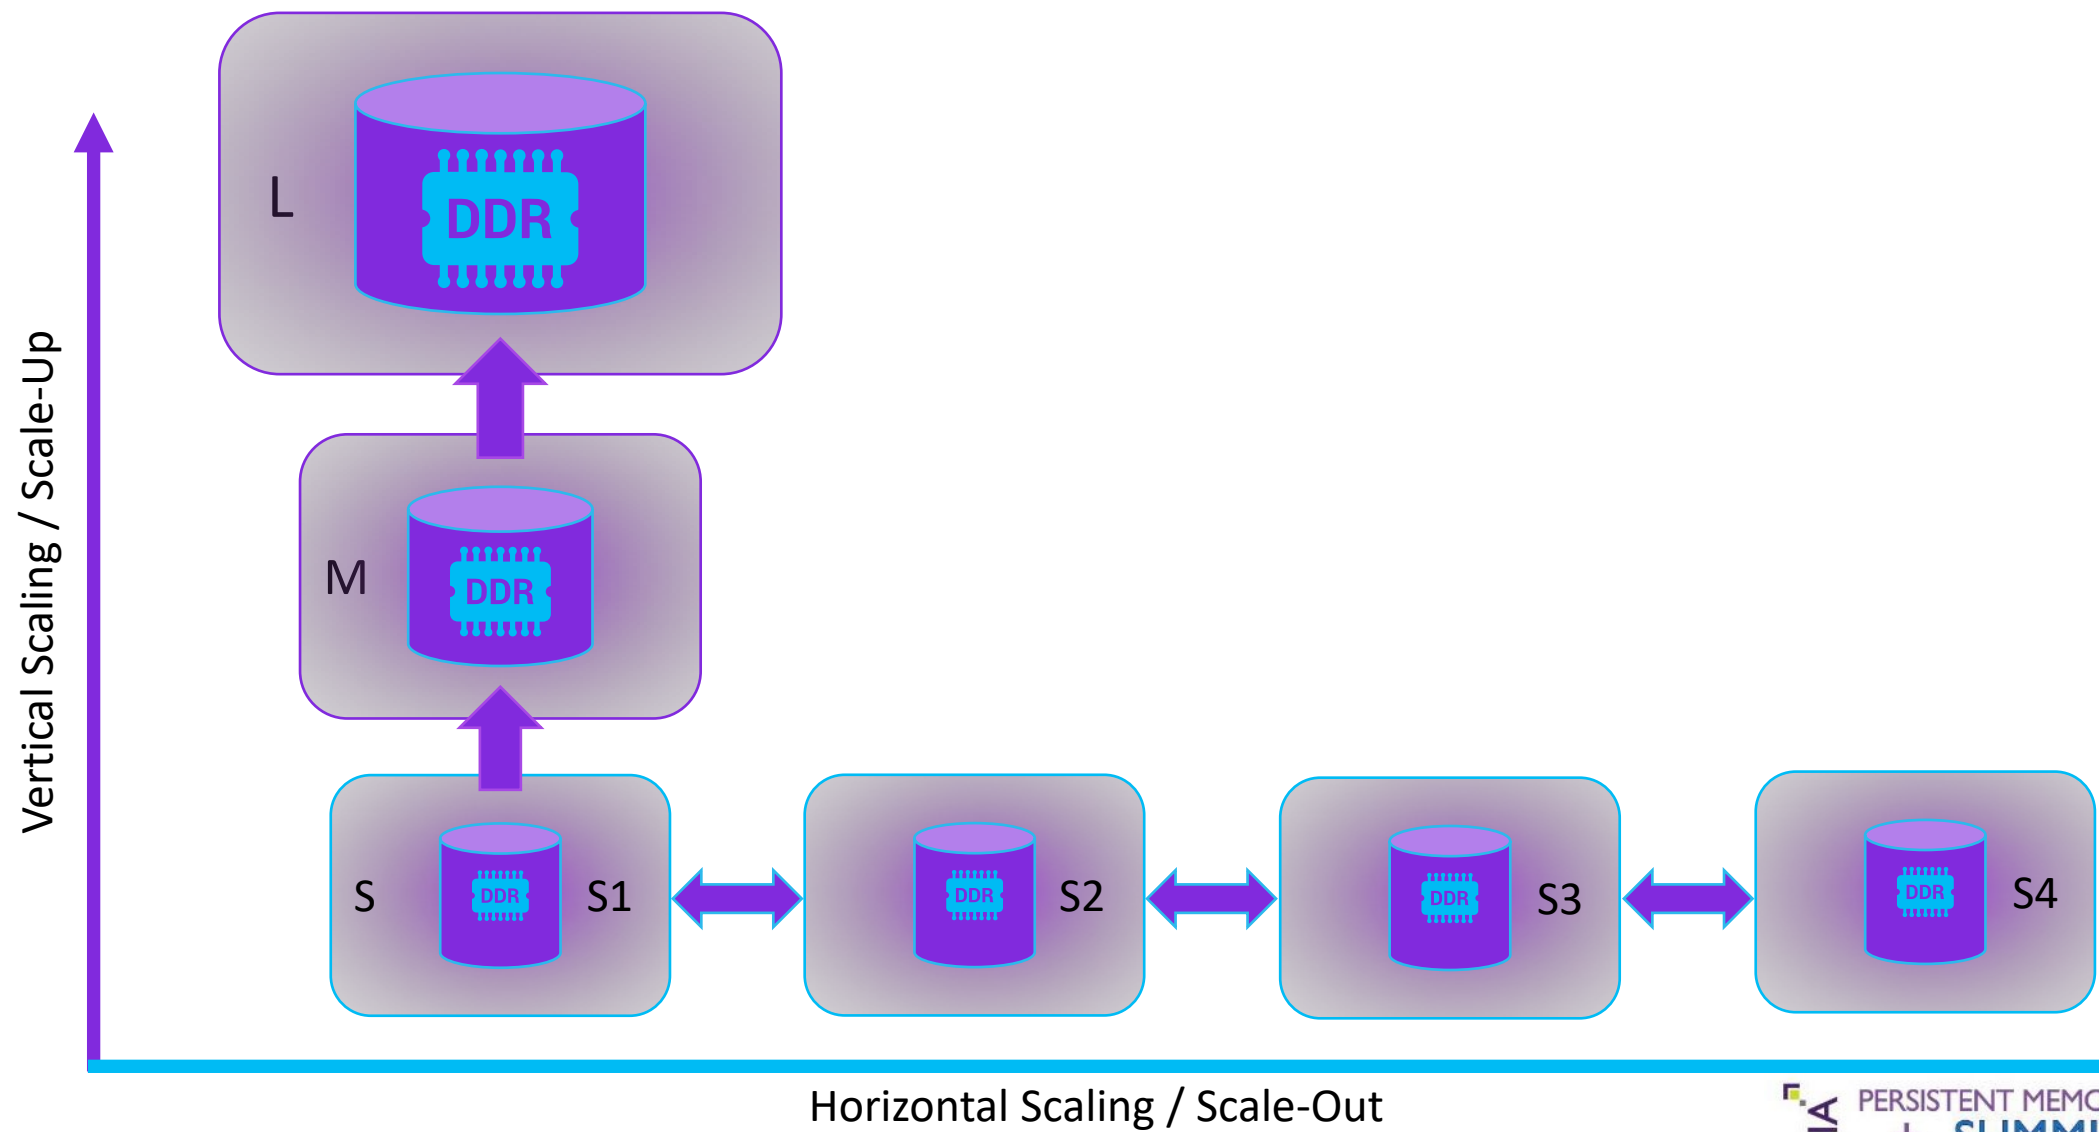 L
DDR
Vertical Scaling / Scale-Up
M
DDR
S
DDR
S1
DDR
S2
DDR
S3
DDR
S4
Horizontal Scaling / Scale-Out
PERSISTENT